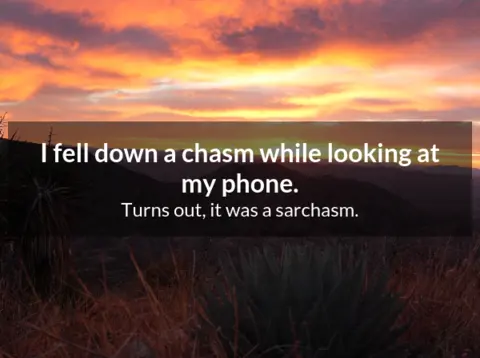 I fell down a chasm while looking at
my phone.
Turns out, it was a sarchasm.